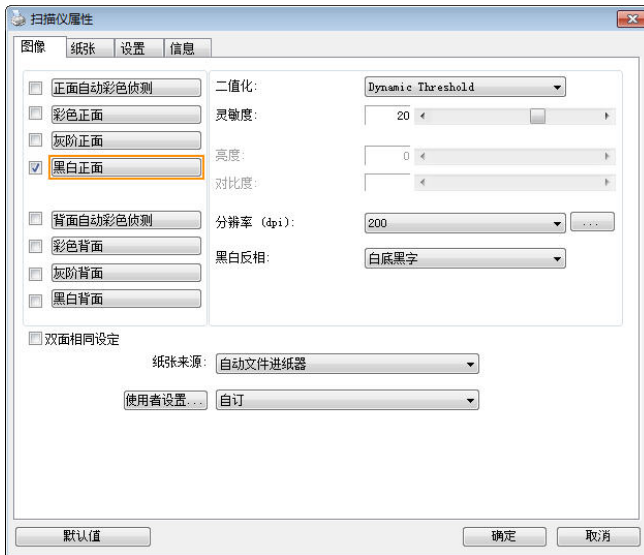 扫描仪属性
图像 纸张 设置 信息
正面自动彩色侦测
彩色正面
灰阶正面
黑白正面
背面自动彩色侦测
彩色背面
灰阶背面
黑白背面
二值化: Dynamic Threshold
灵敏度: 20
亮度: 0
对比度:
分辨率 (dpi): 200 ...
黑白反相: 白底黑字
双面相同设定
纸张来源: 自动文件进纸器
使用者设置... 自订
默认值 确定 取消